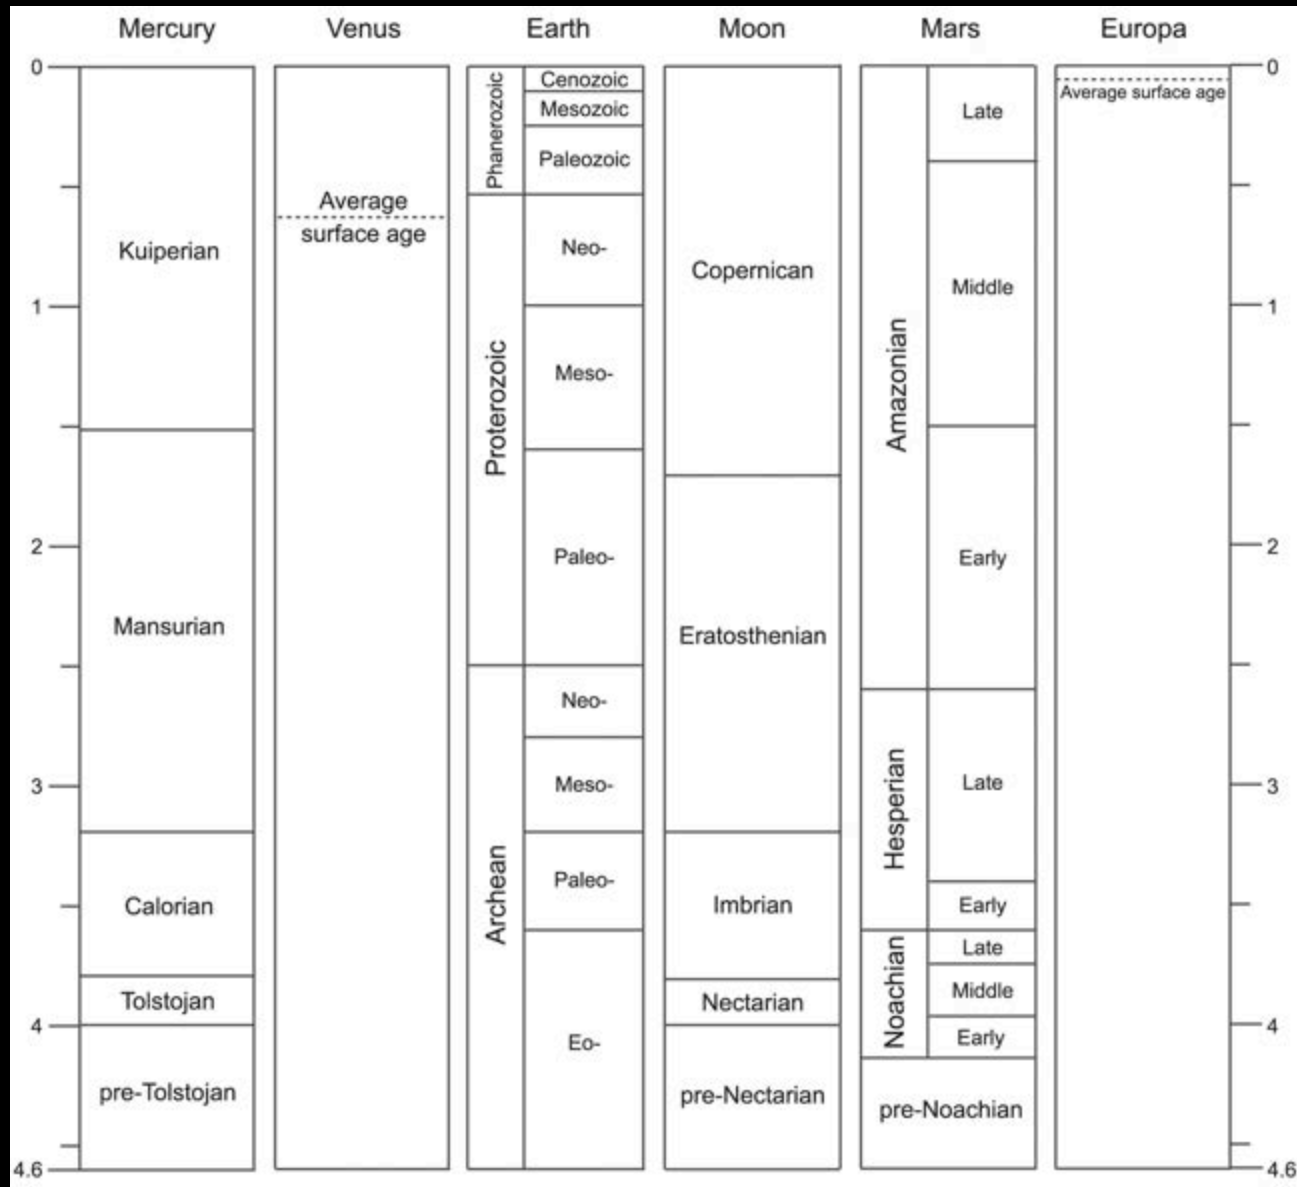 Mercury
Venus
Earth
Moon
Mars
Europa
0
1
2
3
4
4.6
Kuiperian
Mansurian
Calorian
Tolstojan
pre-Tolstojan
Average
surface age
Phanerozoic
Proterozoic
Archean
Cenozoic
Mesozoic
Paleozoic
Neo-
Meso-
Paleo-
Neo-
Meso-
Paleo-
Eo-
Copernican
Eratosthenian
Imbrian
Nectarian
pre-Nectarian
Amazonian
Hesperian
Noachian
Late
Middle
Early
Late
Early
Late
Middle
Early
pre-Noachian
Average surface age
0
1
2
3
4
4.6